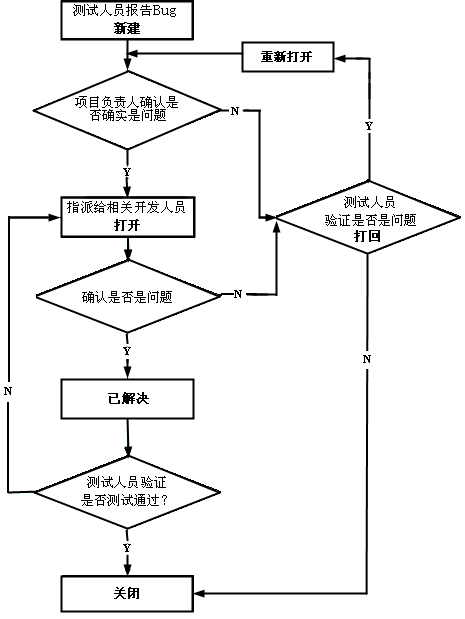 测试人员报告Bug
新建
重新打开
项目负责人确认是
否确实是问题
N
Y
Y
指派给相关开发人员
打开
测试人员
验证是否是问题
打回
确认是否是问题
N
Y
N
N
已解决
测试人员验证
是否测试通过?
Y
关闭